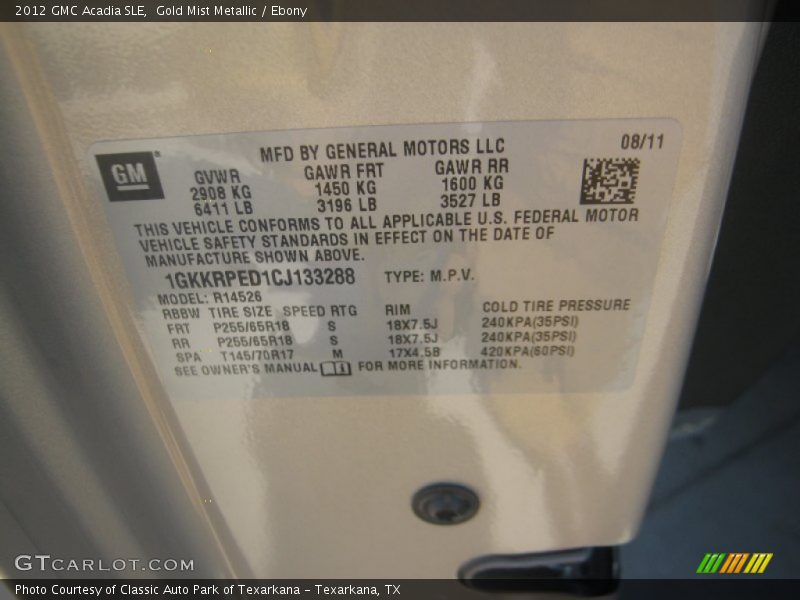 2012 GMC Acadia SLE,  Gold Mist Metallic / Ebony
GM
MFD BY GENERAL MOTORS LLC
08/11
GVWR GAWR FRT GAWR RR
2908 KG 1450 KG 1600 KG
6411 LB 3196 LB 3527 LB
THIS VEHICLE CONFORMS TO ALL APPLICABLE U.S. FEDERAL MOTOR
VEHICLE SAFETY STANDARDS IN EFFECT ON THE DATE OF
MANUFACTURE SHOWN ABOVE.
1GKKRPED1CJ133288 TYPE: M.P.V.
MODEL: R14526
RBBW TIRE SIZE SPEED RTG RIM COLD TIRE PRESSURE
FRT P255/65R18 S 18X7.5J 240KPA(35PSI)
RR P255/65R18 S 18X7.5J 240KPA(35PSI)
SPA T145/70R17 M 17X4.5B 420KPA(60PSI)
SEE OWNER'S MANUAL FOR MORE INFORMATION.
GTCARLOT.COM
Photo Courtesy of Classic Auto Park of Texarkana – Texarkana, TX